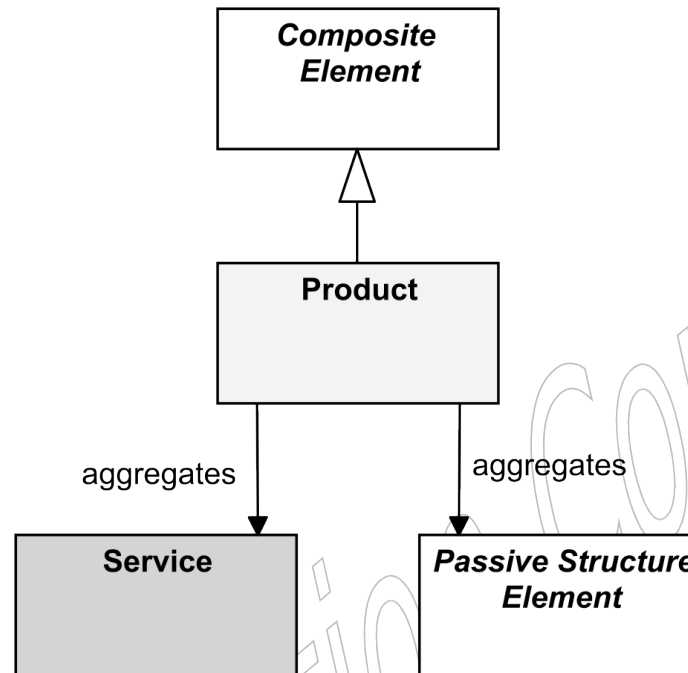 Composite
Element
Product
aggregates
aggregates
Service
Passive Structure
Element